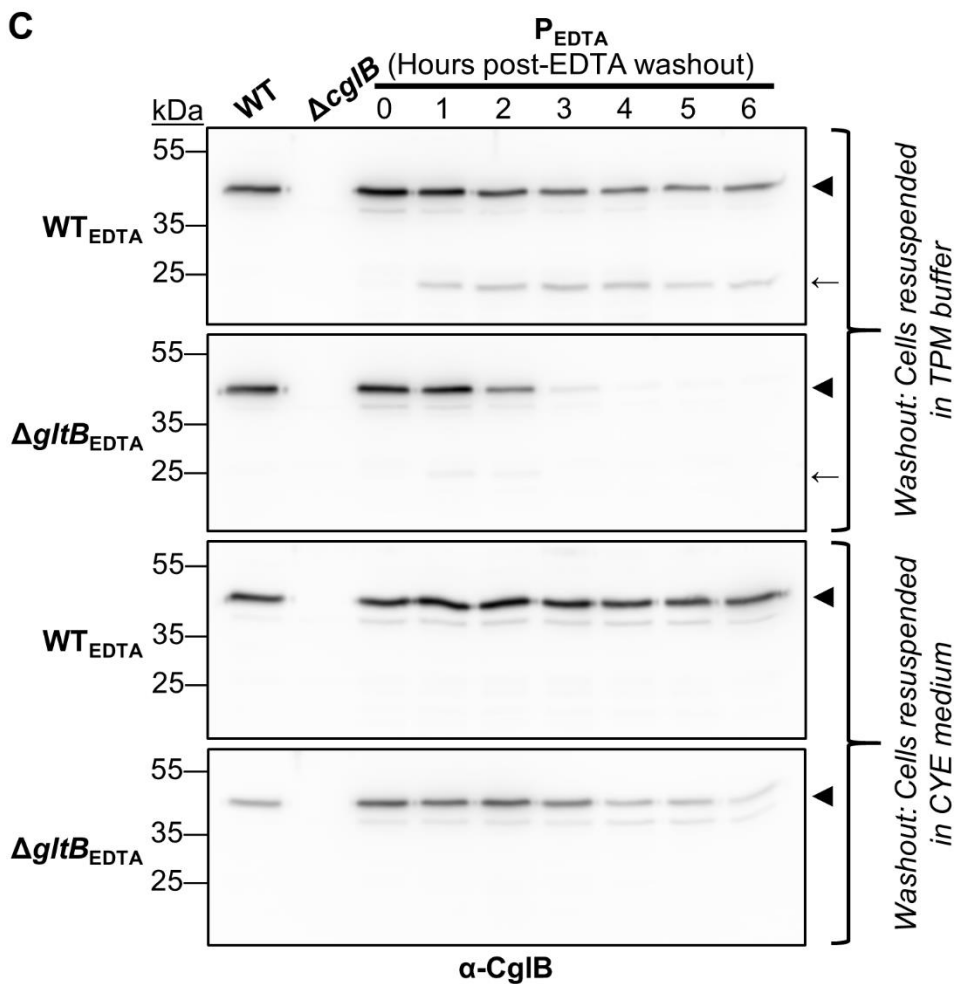 C
P_EDTA
(Hours post-EDTA washout)
kDa WT ΔcglB 0 1 2 3 4 5 6
55
WT_EDTA
35
25
←
55
ΔgltB_EDTA
35
25
←
Washout: Cells resuspended
in TPM buffer
55
WT_EDTA
35
25
55
ΔgltB_EDTA
35
25
Washout: Cells resuspended
in CYE medium
α-CglB